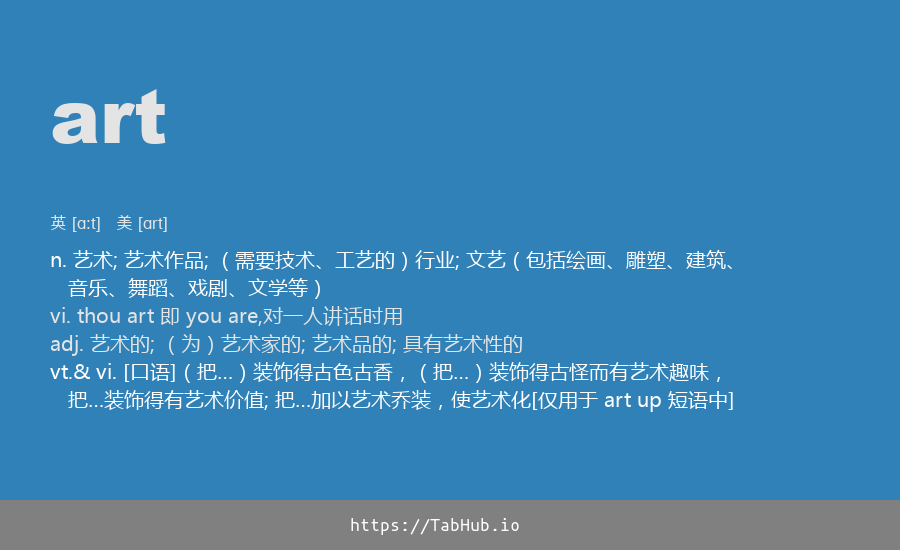 art
英 [ɑːt] 美 [ɑrt]
n. 艺术; 艺术作品; （需要技术、工艺的）行业; 文艺（包括绘画、雕塑、建筑、
音乐、舞蹈、戏剧、文学等）
vi. thou art 即 you are,对一人讲话时用
adj. 艺术的; （为）艺术家的; 艺术品的; 具有艺术性的
vt.& vi. [口语]（把…）装饰得古色古香，（把…）装饰得古怪而有艺术趣味，
把…装饰得有艺术价值; 把…加以艺术乔装，使艺术化[仅用于 art up 短语中]
https://TabHub.io